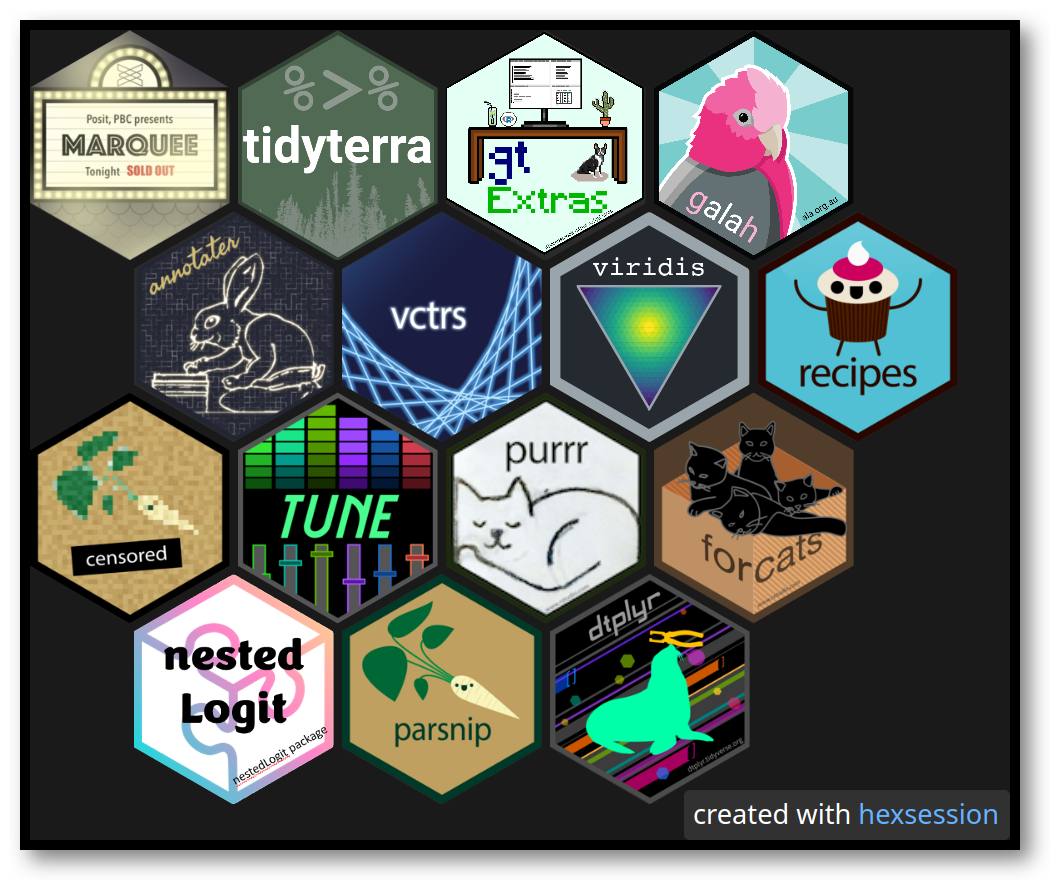 Posit, PBC presents
MARQUEE
Tonight SOLD OUT
%>%
tidyterra
gt
Extras
galah
ala.org.au
annotater
vctrs
viridis
recipes
censored
TUNE
purrr
forcats
nested
Logit
nestedLogit package
parsnip
dtplyr
dtplyr.tidyverse.org
created with hexsession